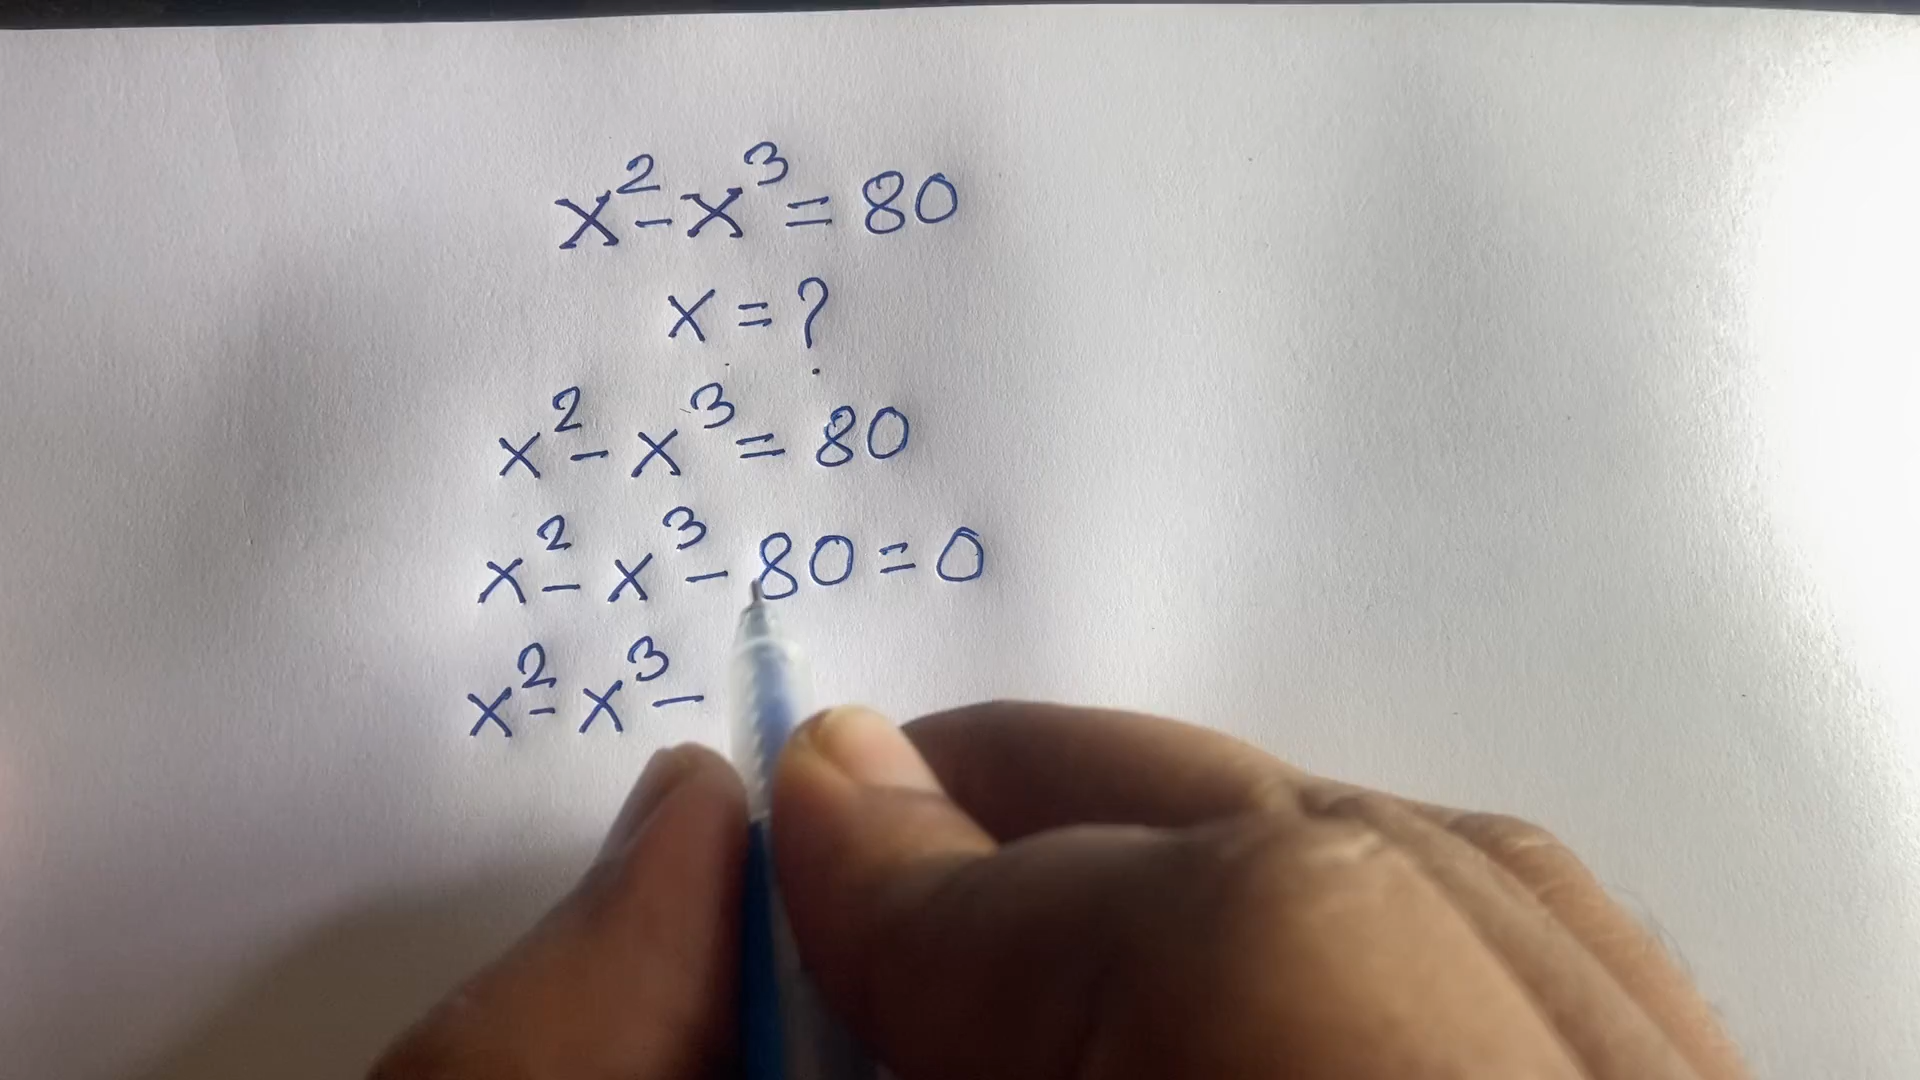 x² - x³ = 80
x = ?
x² - x³ = 80
x² - x³ - 80 = 0
x² - x³ -